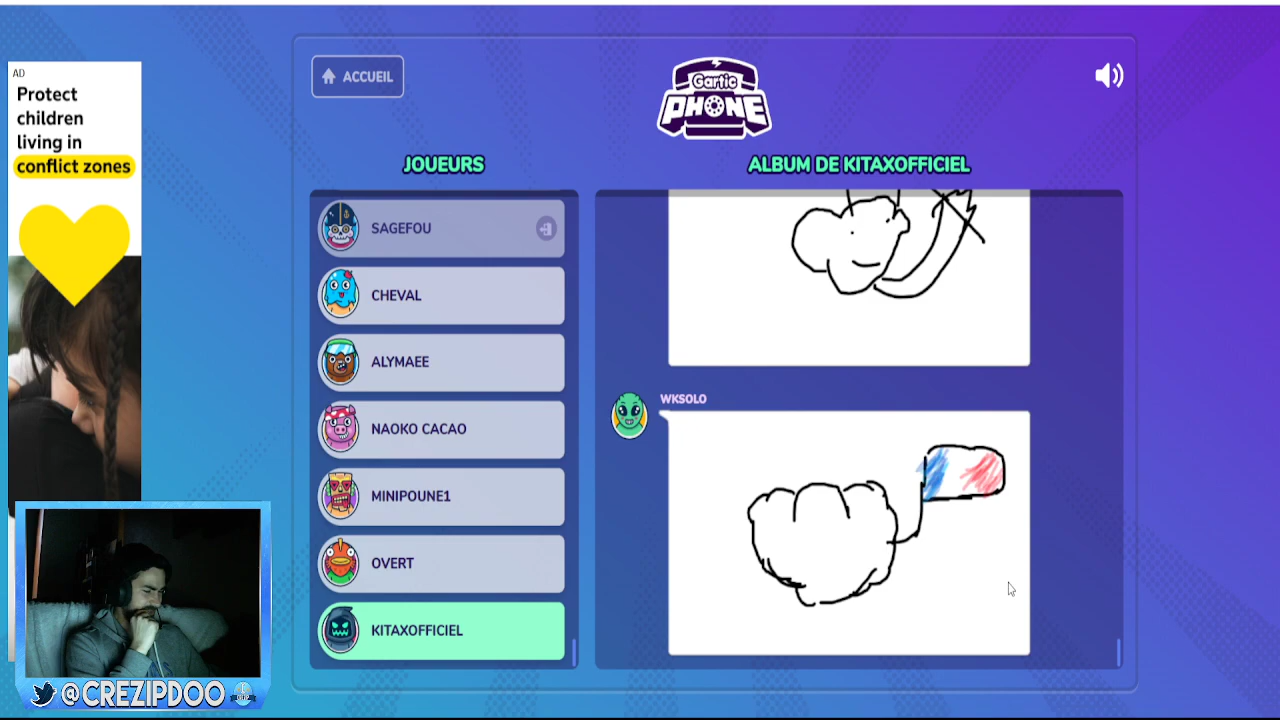 AD
Protect
children
living in
conflict zones
ACCUEIL
Gartic
PHONE
JOUEURS
ALBUM DE KITAXOFFICIEL
SAGEFOU
CHEVAL
ALYMAEE
NAOKO CACAO
MINIPOUNE1
OVERT
KITAXOFFICIEL
WKSOLO
@CREZIPDOO